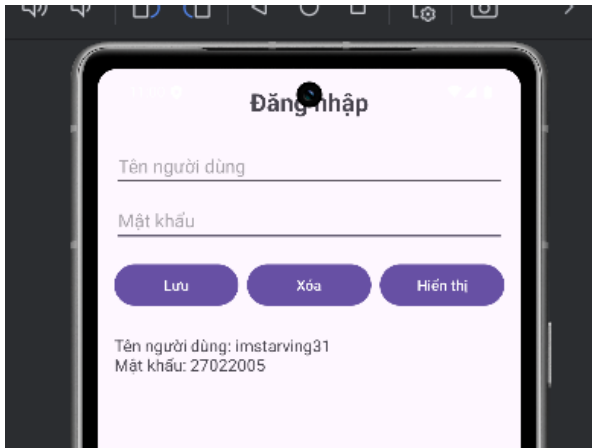 Đăng nhập
Tên người dùng
Mật khẩu
Lưu
Xóa
Hiển thị
Tên người dùng: imstarving31
Mật khẩu: 27022005